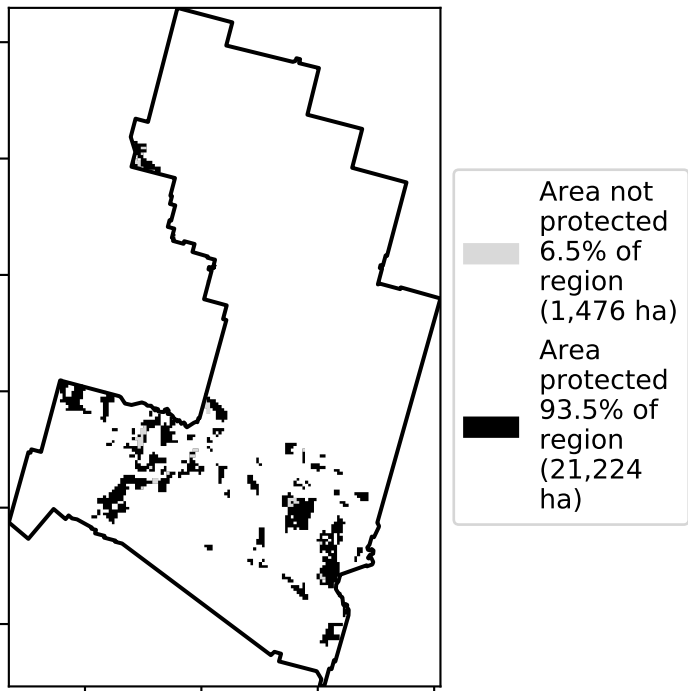 Area not
protected
6.5% of
region
(1,476 ha)
Area
protected
93.5% of
region
(21,224
ha)